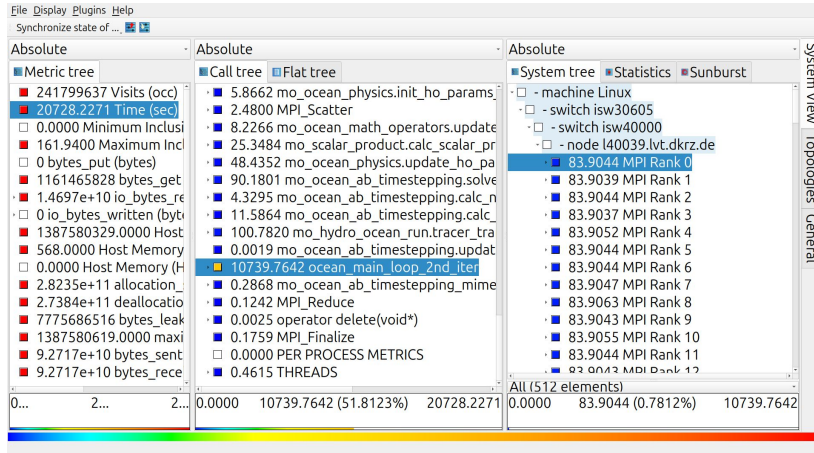 File Display Plugins Help
Synchronize state of ...
Absolute
Metric tree
241799637 Visits (occ)
20728.2271 Time (sec)
0.0000 Minimum Inclusi
161.9400 Maximum Incl
0 bytes_put (bytes)
1161465828 bytes_get
1.4697e+10 io_bytes_re
0 io_bytes_written (byte
1387580329.0000 Host
568.0000 Host Memory
0.0000 Host Memory (H
2.8235e+11 allocation_
2.7384e+11 deallocatio
7775686516 bytes_leak
1387580619.0000 maxi
9.2717e+10 bytes_sent
9.2717e+10 bytes_rece
0... 2... 2...
Absolute
Call tree Flat tree
5.8662 mo_ocean_physics.init_ho_params_
2.4800 MPI_Scatter
8.2266 mo_ocean_math_operators.update
25.3484 mo_scalar_product.calc_scalar_pr
48.4352 mo_ocean_physics.update_ho_pa
90.1801 mo_ocean_ab_timestepping.solve
4.3295 mo_ocean_ab_timestepping.calc_n
11.5864 mo_ocean_ab_timestepping.calc_
100.7820 mo_hydro_ocean_run.tracer_tra
0.0019 mo_ocean_ab_timestepping.updat
10739.7642 ocean_main_loop_2nd_iter
0.2868 mo_ocean_ab_timestepping_mime
0.1242 MPI_Reduce
0.0025 operator delete(void*)
0.1759 MPI_Finalize
0.0000 PER PROCESS METRICS
0.4615 THREADS
0.0000 10739.7642 (51.8123%) 20728.2271
Absolute
System tree Statistics Sunburst
- machine Linux
- switch isw30605
- switch isw40000
- node l40039.lvt.dkrz.de
83.9044 MPI Rank 0
83.9039 MPI Rank 1
83.9044 MPI Rank 2
83.9037 MPI Rank 3
83.9052 MPI Rank 4
83.9044 MPI Rank 5
83.9044 MPI Rank 6
83.9047 MPI Rank 7
83.9063 MPI Rank 8
83.9043 MPI Rank 9
83.9055 MPI Rank 10
83.9044 MPI Rank 11
83.9043 MPI Rank 12
All (512 elements)
0.0000 83.9044 (0.7812%) 10739.7642
System View
Topologies
General